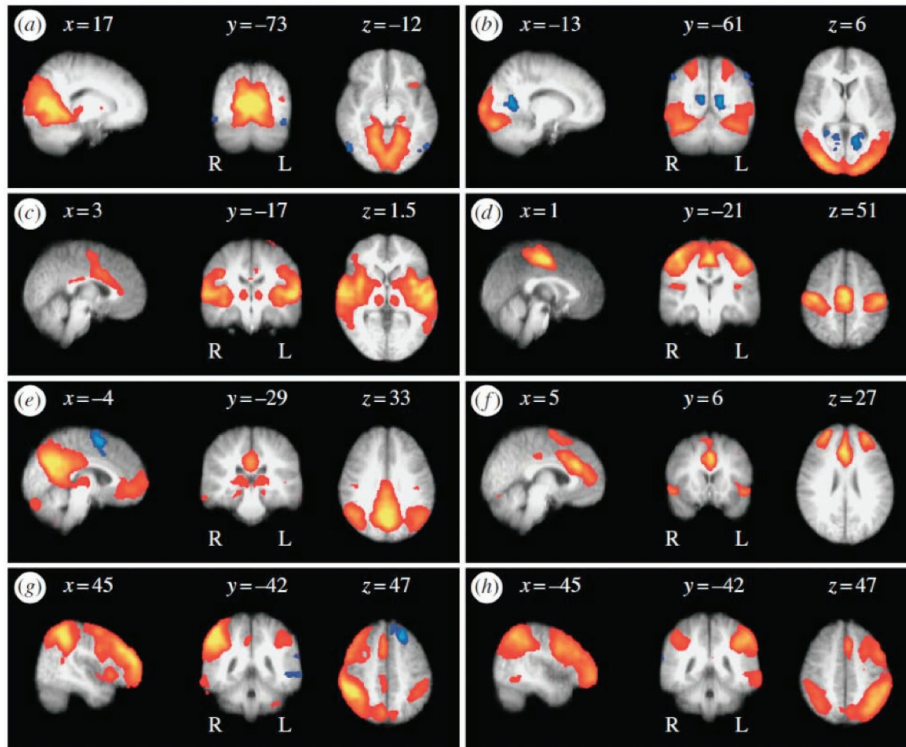 (a) x = 17 y = –73 z = –12
R L
(b) x = –13 y = –61 z = 6
R L
(c) x = 3 y = –17 z = 1.5
R L
(d) x = 1 y = –21 z = 51
R L
(e) x = –4 y = –29 z = 33
R L
(f) x = 5 y = 6 z = 27
R L
(g) x = 45 y = –42 z = 47
R L
(h) x = –45 y = –42 z = 47
R L